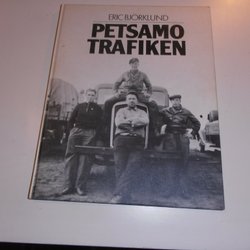 ERIC BJÖRKLUND
PETSAMO
TRAFIKEN